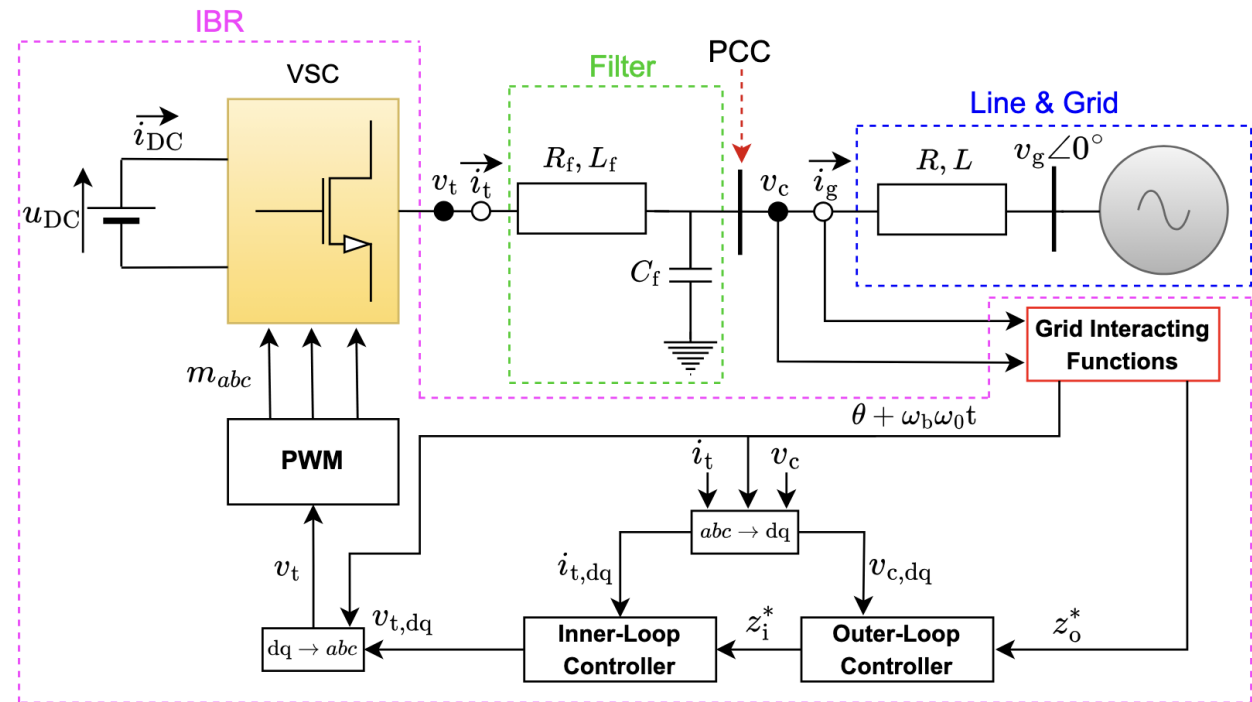 IBR
PCC
VSC
Filter
Line & Grid
i_DC
R_f, L_f
R, L
v_g∠0°
v_t
i_t
v_c
i_g
u_DC
C_f
Grid Interacting
Functions
m_abc
θ + ω_bω_0t
PWM
i_t
v_c
abc → dq
v_t
i_t,dq
v_c,dq
v_t,dq
z_i^*
z_o^*
dq → abc
Inner-Loop
Controller
Outer-Loop
Controller